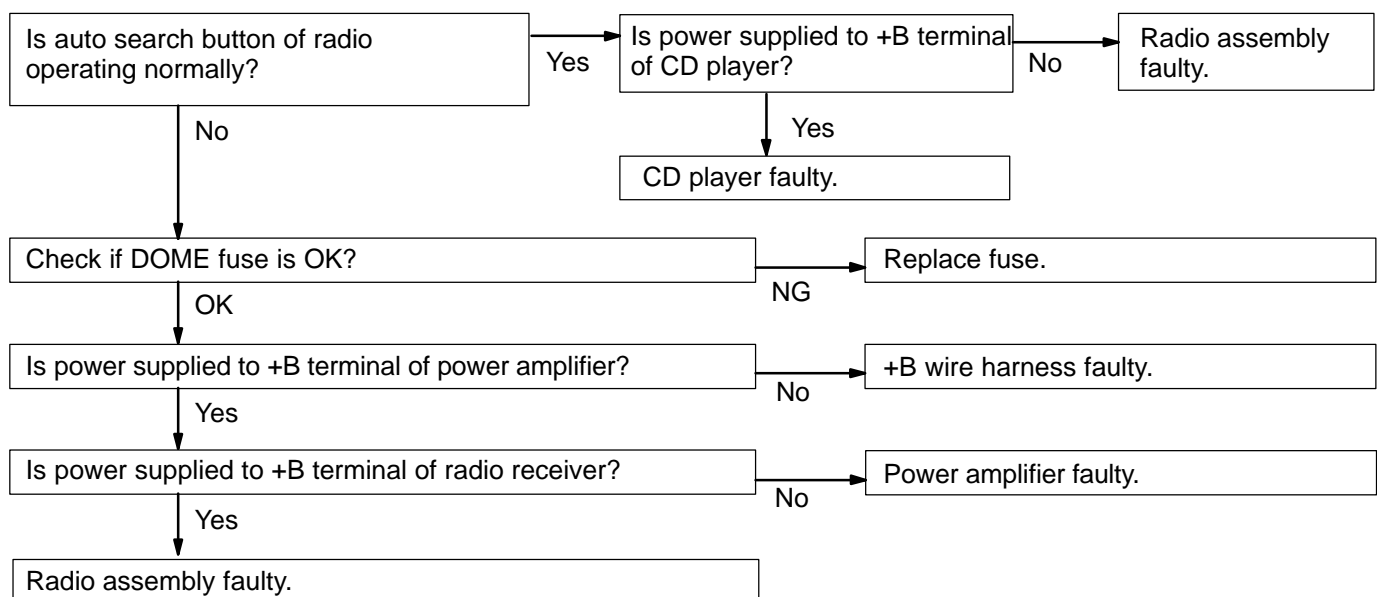 Is auto search button of radio
operating normally?
Yes
Is power supplied to +B terminal
of CD player?
No
Radio assembly
faulty.
No
Yes
CD player faulty.
Check if DOME fuse is OK?
NG
Replace fuse.
OK
Is power supplied to +B terminal of power amplifier?
No
+B wire harness faulty.
Yes
Is power supplied to +B terminal of radio receiver?
No
Power amplifier faulty.
Yes
Radio assembly faulty.